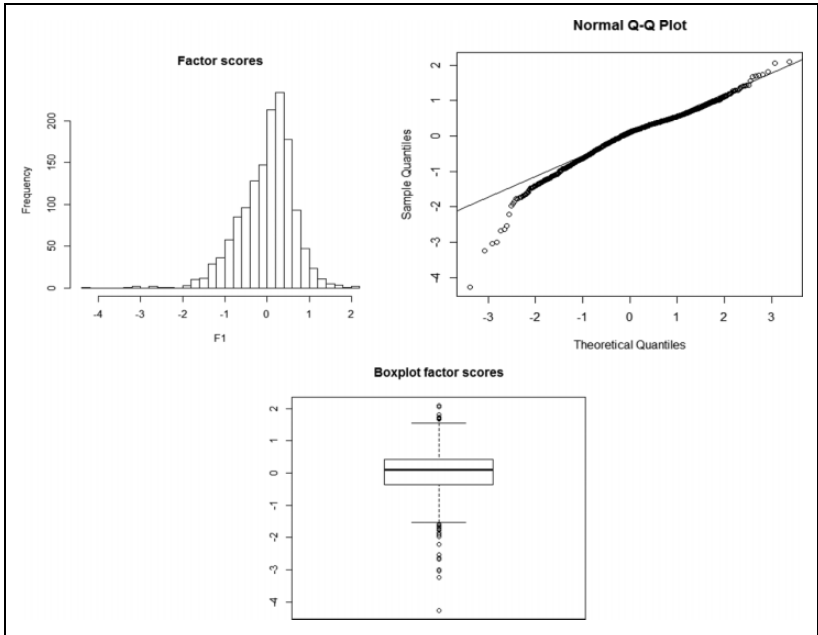 Factor scores
Frequency
0 50 100 150 200
-4 -3 -2 -1 0 1 2
F1
Normal Q-Q Plot
Sample Quantiles
-4 -3 -2 -1 0 1 2
-3 -2 -1 0 1 2 3
Theoretical Quantiles
Boxplot factor scores
-4 -3 -2 -1 0 1 2